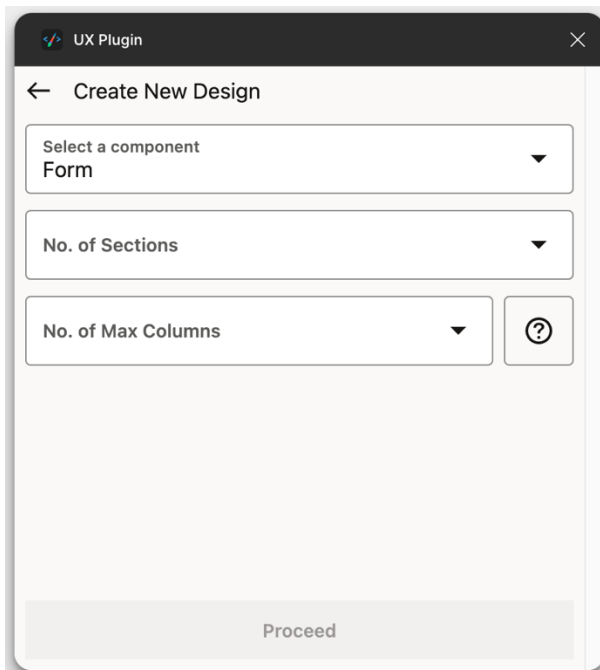 UX Plugin
Create New Design
Select a component
Form
No. of Sections
No. of Max Columns
Proceed